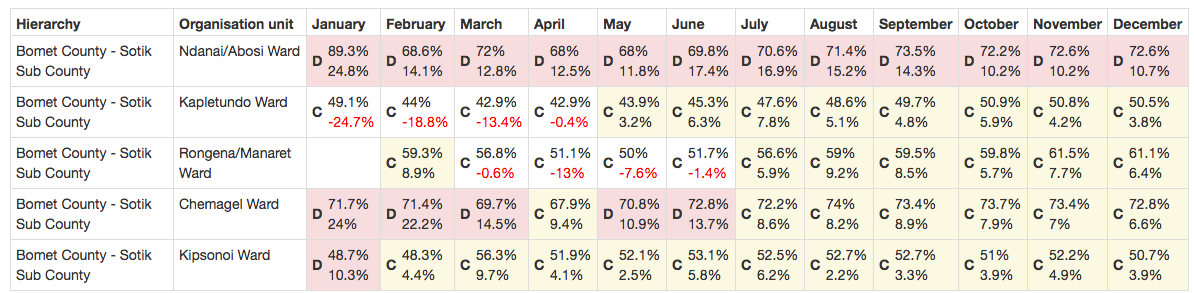 Hierarchy Organisation unit January February March April May June July August September October November December
Bomet County - Sotik Ndanai/Abosi Ward D 89.3% D 68.6% D 72% D 68% D 68% D 69.8% D 70.6% D 71.4% D 73.5% D 72.2% D 72.6% D 72.6%
Sub County 24.8% 14.1% 12.8% 12.5% 11.8% 17.4% 16.9% 15.2% 14.3% 10.2% 10.2% 10.7%
Bomet County - Sotik Kapletundo Ward C 49.1% C 44% C 42.9% C 42.9% C 43.9% C 45.3% C 47.6% C 48.6% C 49.7% C 50.9% C 50.8% C 50.5%
Sub County -24.7% -18.8% -13.4% -0.4% 3.2% 6.3% 7.8% 5.1% 4.8% 5.9% 4.2% 3.8%
Bomet County - Sotik Rongena/Manaret C 59.3% C 56.8% C 51.1% C 50% C 51.7% C 56.6% C 59% C 59.5% C 59.8% C 61.5% C 61.1%
Sub County Ward 8.9% -0.6% -13% -7.6% -1.4% 5.9% 9.2% 8.5% 5.7% 7.7% 6.4%
Bomet County - Sotik Chemagel Ward D 71.7% D 71.4% D 69.7% C 67.9% D 70.8% D 72.8% C 72.2% C 74% C 73.4% C 73.7% C 73.4% C 72.8%
Sub County 24% 22.2% 14.5% 9.4% 10.9% 13.7% 8.6% 8.2% 8.9% 7.9% 7% 6.6%
Bomet County - Sotik Kipsonoi Ward D 48.7% C 48.3% C 56.3% C 51.9% C 52.1% C 53.1% C 52.5% C 52.7% C 52.7% C 51% C 52.2% C 50.7%
Sub County 10.3% 4.4% 9.7% 4.1% 2.5% 5.8% 6.2% 2.2% 3.3% 3.9% 4.9% 3.9%